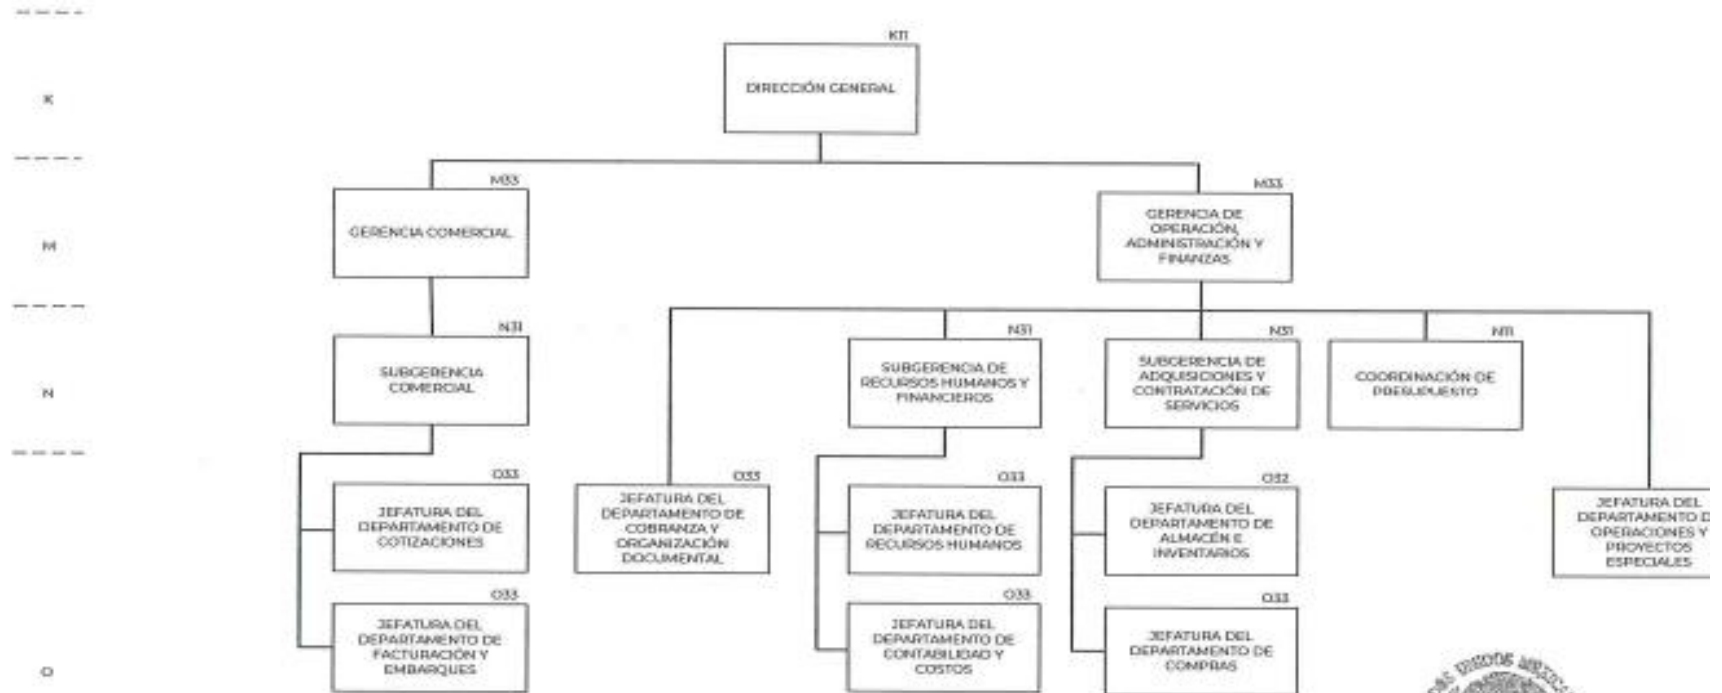 K11
DIRECCIÓN GENERAL
K
M33
GERENCIA COMERCIAL
M33
GERENCIA DE
OPERACIÓN,
ADMINISTRACIÓN Y
FINANZAS
M
N31
SUBGERENCIA
COMERCIAL
N31
SUBGERENCIA DE
RECURSOS HUMANOS Y
FINANCIEROS
N31
SUBGERENCIA DE
ADQUISICIONES Y
CONTRATACIÓN DE
SERVICIOS
N11
COORDINACIÓN DE
PRESUPUESTO
N
O33
JEFATURA DEL
DEPARTAMENTO DE
COTIZACIONES
O33
JEFATURA DEL
DEPARTAMENTO DE
COBRANZA Y
ORGANIZACIÓN
DOCUMENTAL
O33
JEFATURA DEL
DEPARTAMENTO DE
RECURSOS HUMANOS
O32
JEFATURA DEL
DEPARTAMENTO DE
ALMACÉN E
INVENTARIOS
JEFATURA DEL
DEPARTAMENTO D
OPERACIONES Y
PROYECTOS
ESPECIALES
O33
JEFATURA DEL
DEPARTAMENTO DE
FACTURACIÓN Y
EMBARQUES
O33
JEFATURA DEL
DEPARTAMENTO DE
CONTABILIDAD Y
COSTOS
O33
JEFATURA DEL
DEPARTAMENTO DE
COMPRAS
O
UNIDOS